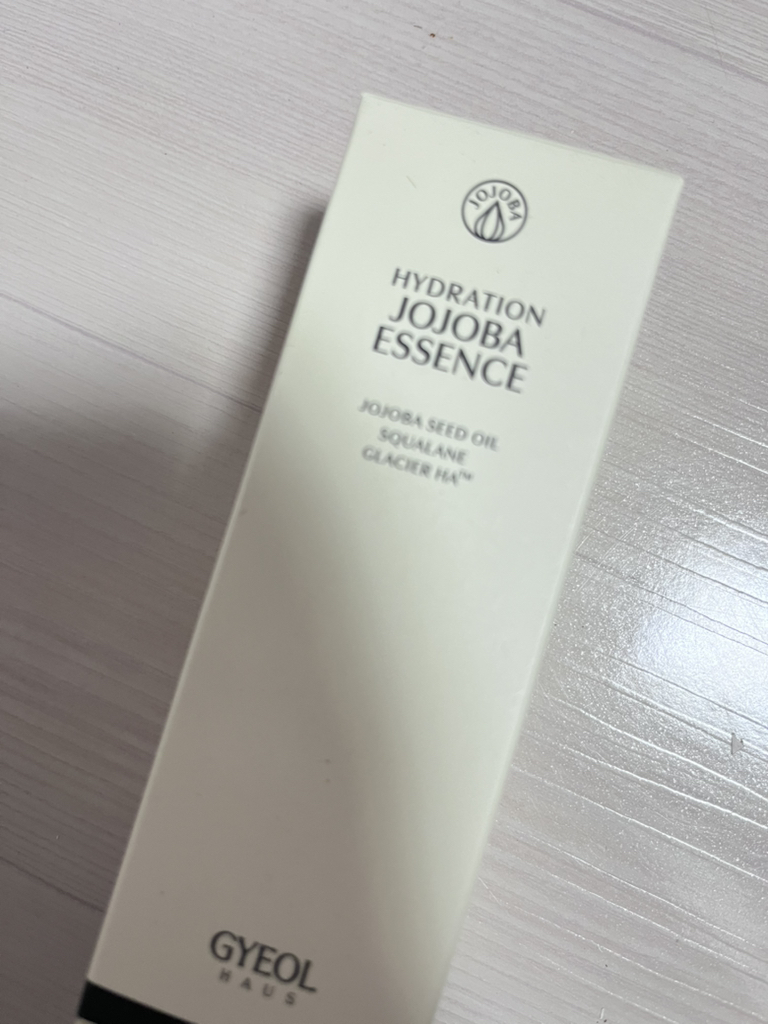 JOJOBA
HYDRATION
JOJOBA
ESSENCE
JOJOBA SEED OIL
SQUALANE
GLACIER HA™
GYEOL
HAUS